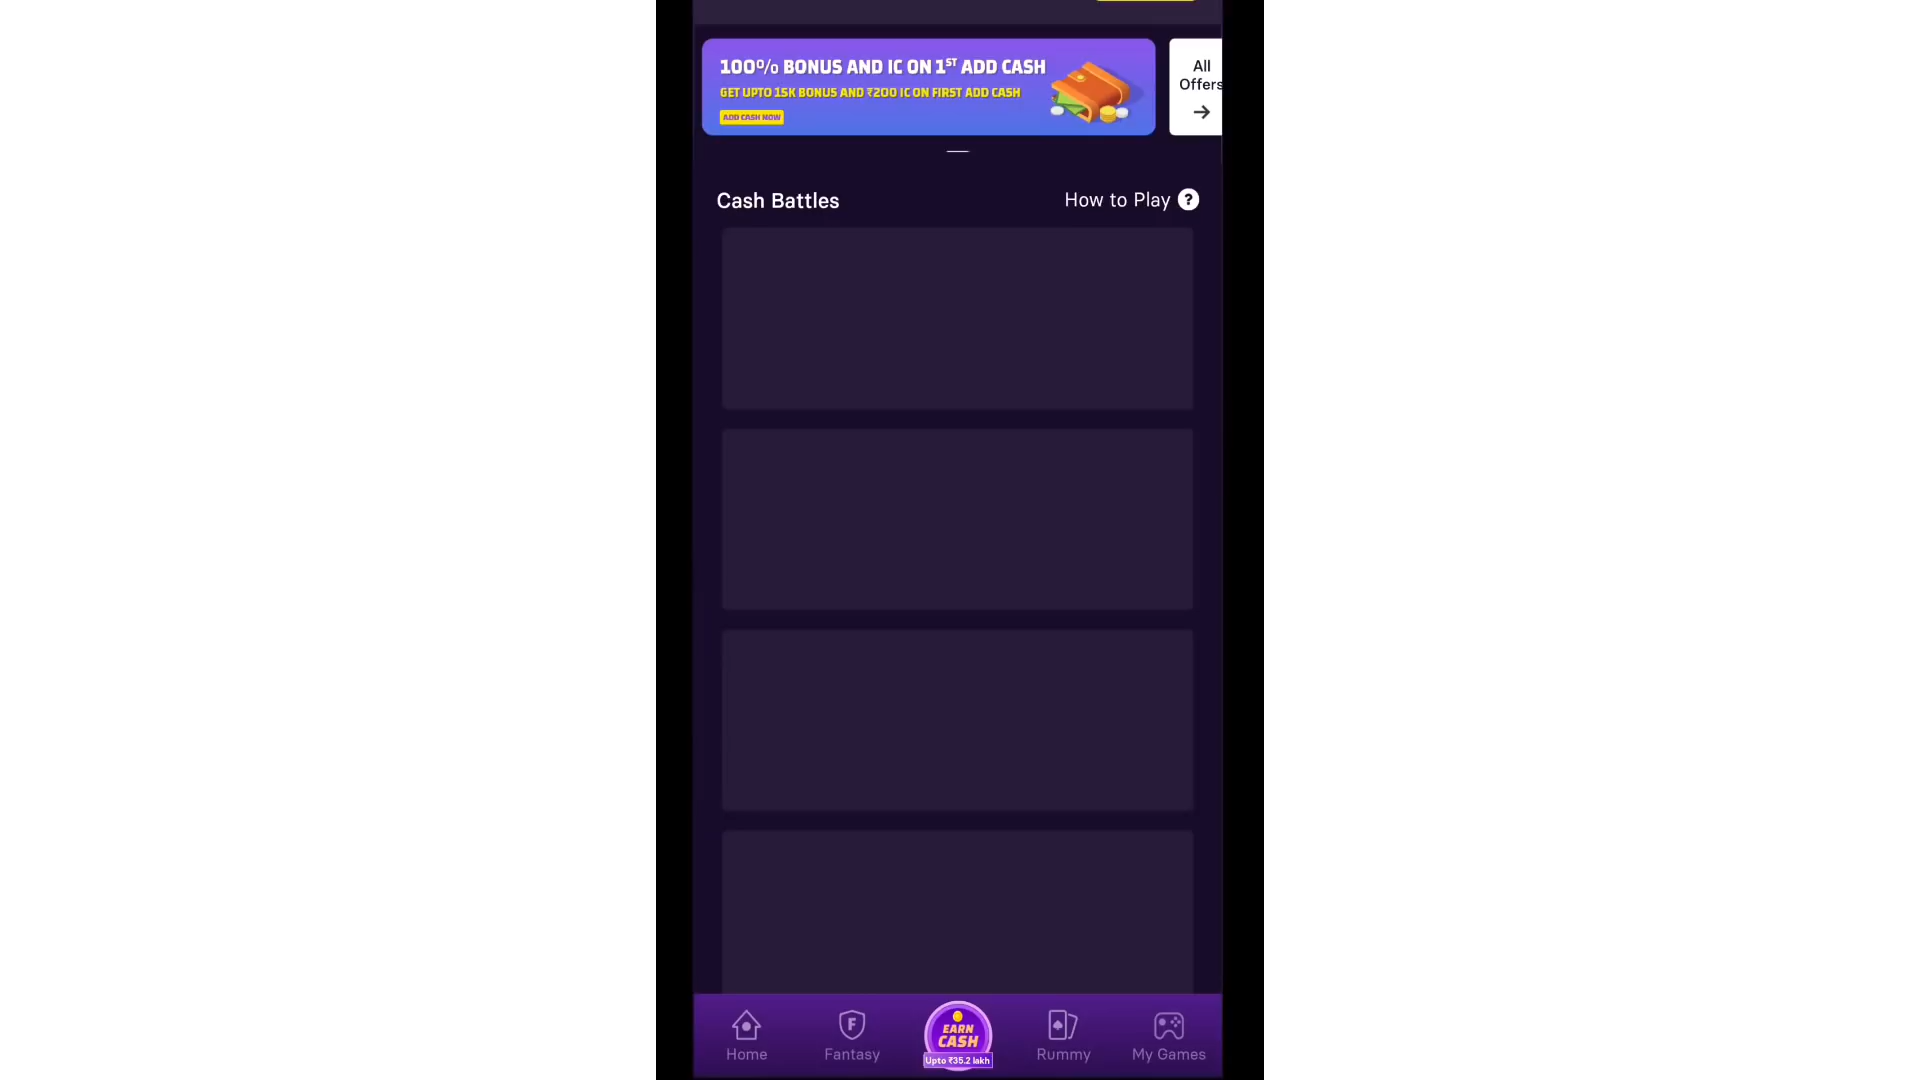 100% BONUS AND IC ON 1ST ADD CASH
GET UPTO 15K BONUS AND ₹200 IC ON FIRST ADD CASH
ADD CASH NOW
All
Offers
Cash Battles
How to Play ?
EARN
CASH
Upto ₹35.2 lakh
Home
Fantasy
Rummy
My Games